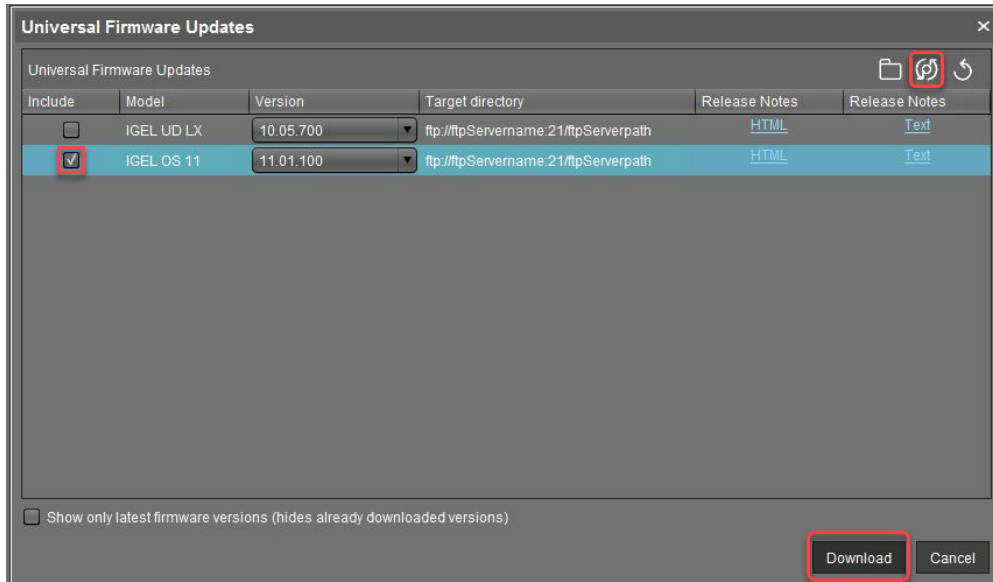 Universal Firmware Updates
Universal Firmware Updates
Include Model Version Target directory Release Notes Release Notes
IGEL UD LX 10.05.700 ftp://ftpServername:21/ftpServerpath HTML Text
IGEL OS 11 11.01.100 ftp://ftpServername:21/ftpServerpath HTML Text
Show only latest firmware versions (hides already downloaded versions)
Download Cancel